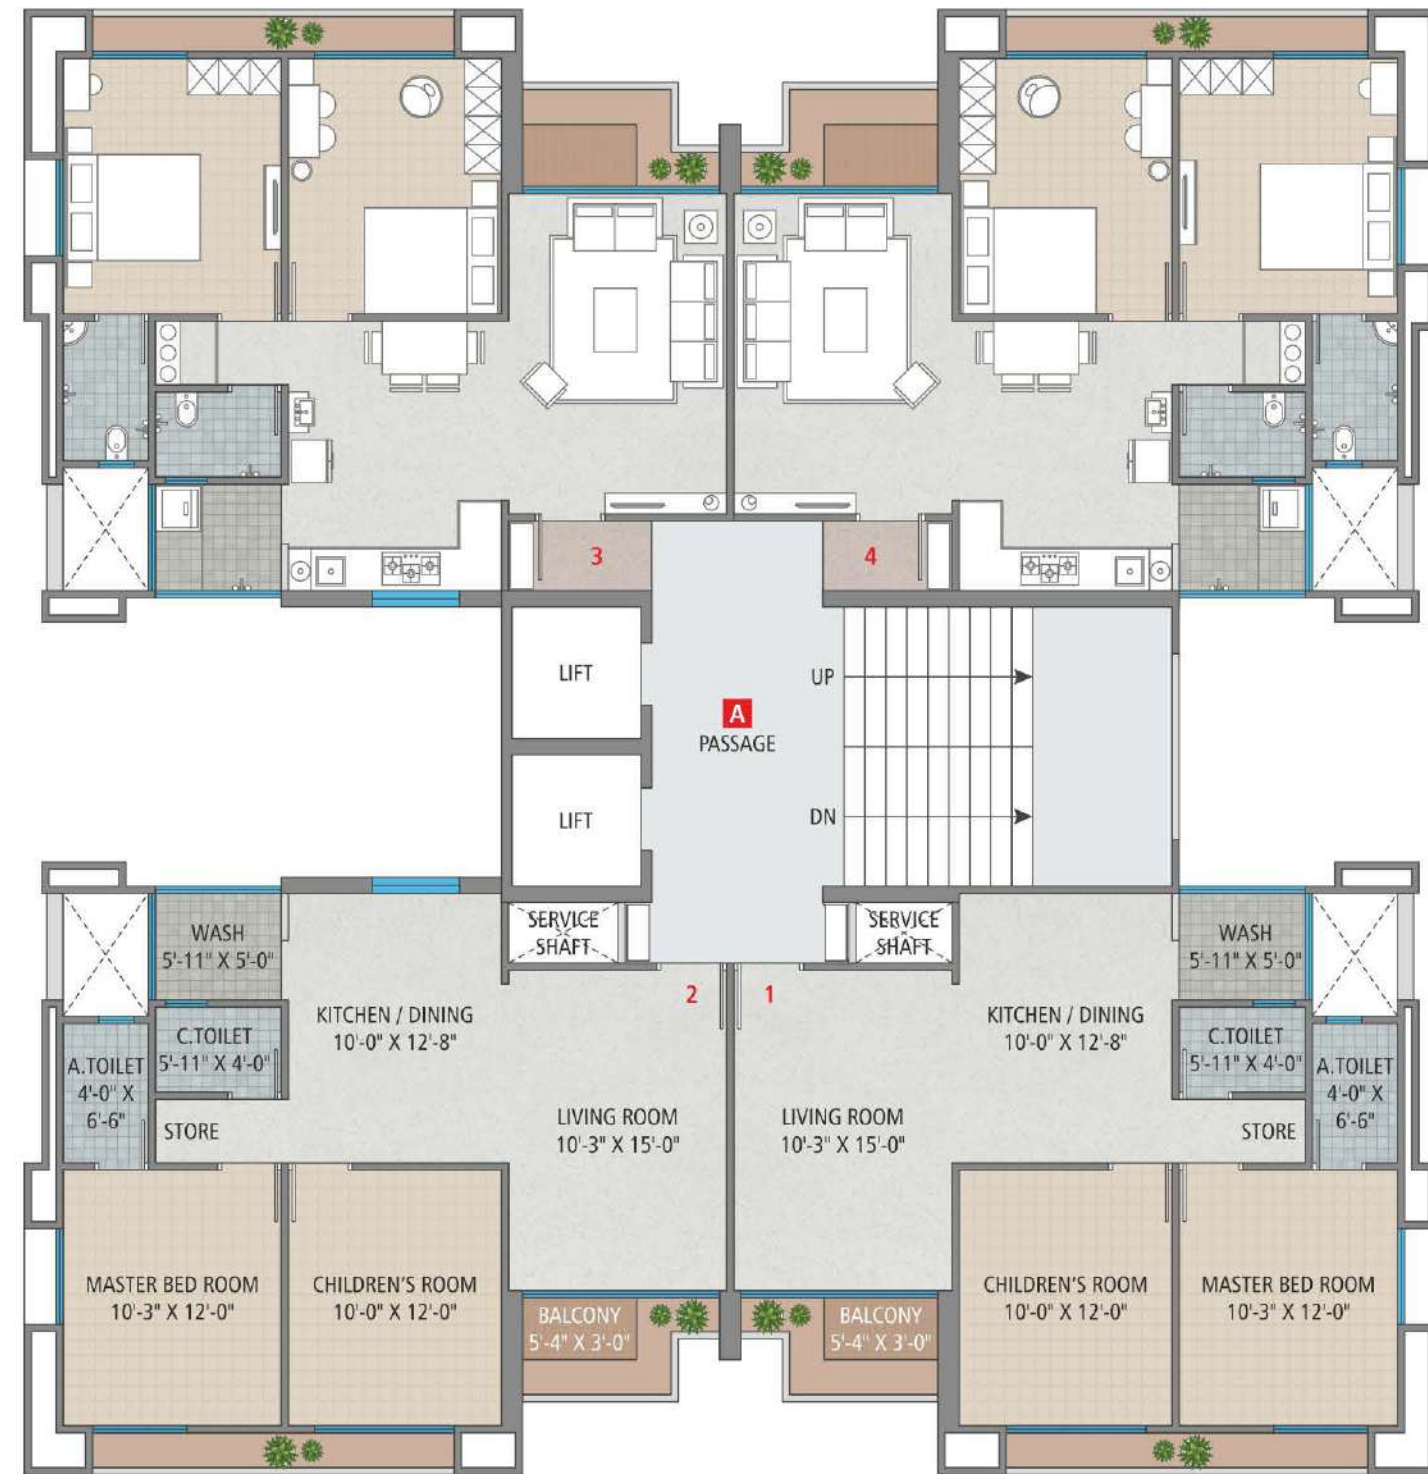 3
4
LIFT
UP
A
PASSAGE
LIFT
DN
SERVICE
SHAFT
SERVICE
SHAFT
WASH
5'-11" X 5'-0"
WASH
5'-11" X 5'-0"
2
1
KITCHEN / DINING
10'-0" X 12'-8"
KITCHEN / DINING
10'-0" X 12'-8"
C.TOILET
5'-11" X 4'-0"
C.TOILET
5'-11" X 4'-0"
A.TOILET
4'-0" X
6'-6"
A.TOILET
4'-0" X
6'-6"
STORE
LIVING ROOM
10'-3" X 15'-0"
LIVING ROOM
10'-3" X 15'-0"
STORE
MASTER BED ROOM
10'-3" X 12'-0"
CHILDREN'S ROOM
10'-0" X 12'-0"
CHILDREN'S ROOM
10'-0" X 12'-0"
MASTER BED ROOM
10'-3" X 12'-0"
BALCONY
5'-4" X 3'-0"
BALCONY
5'-4" X 3'-0"